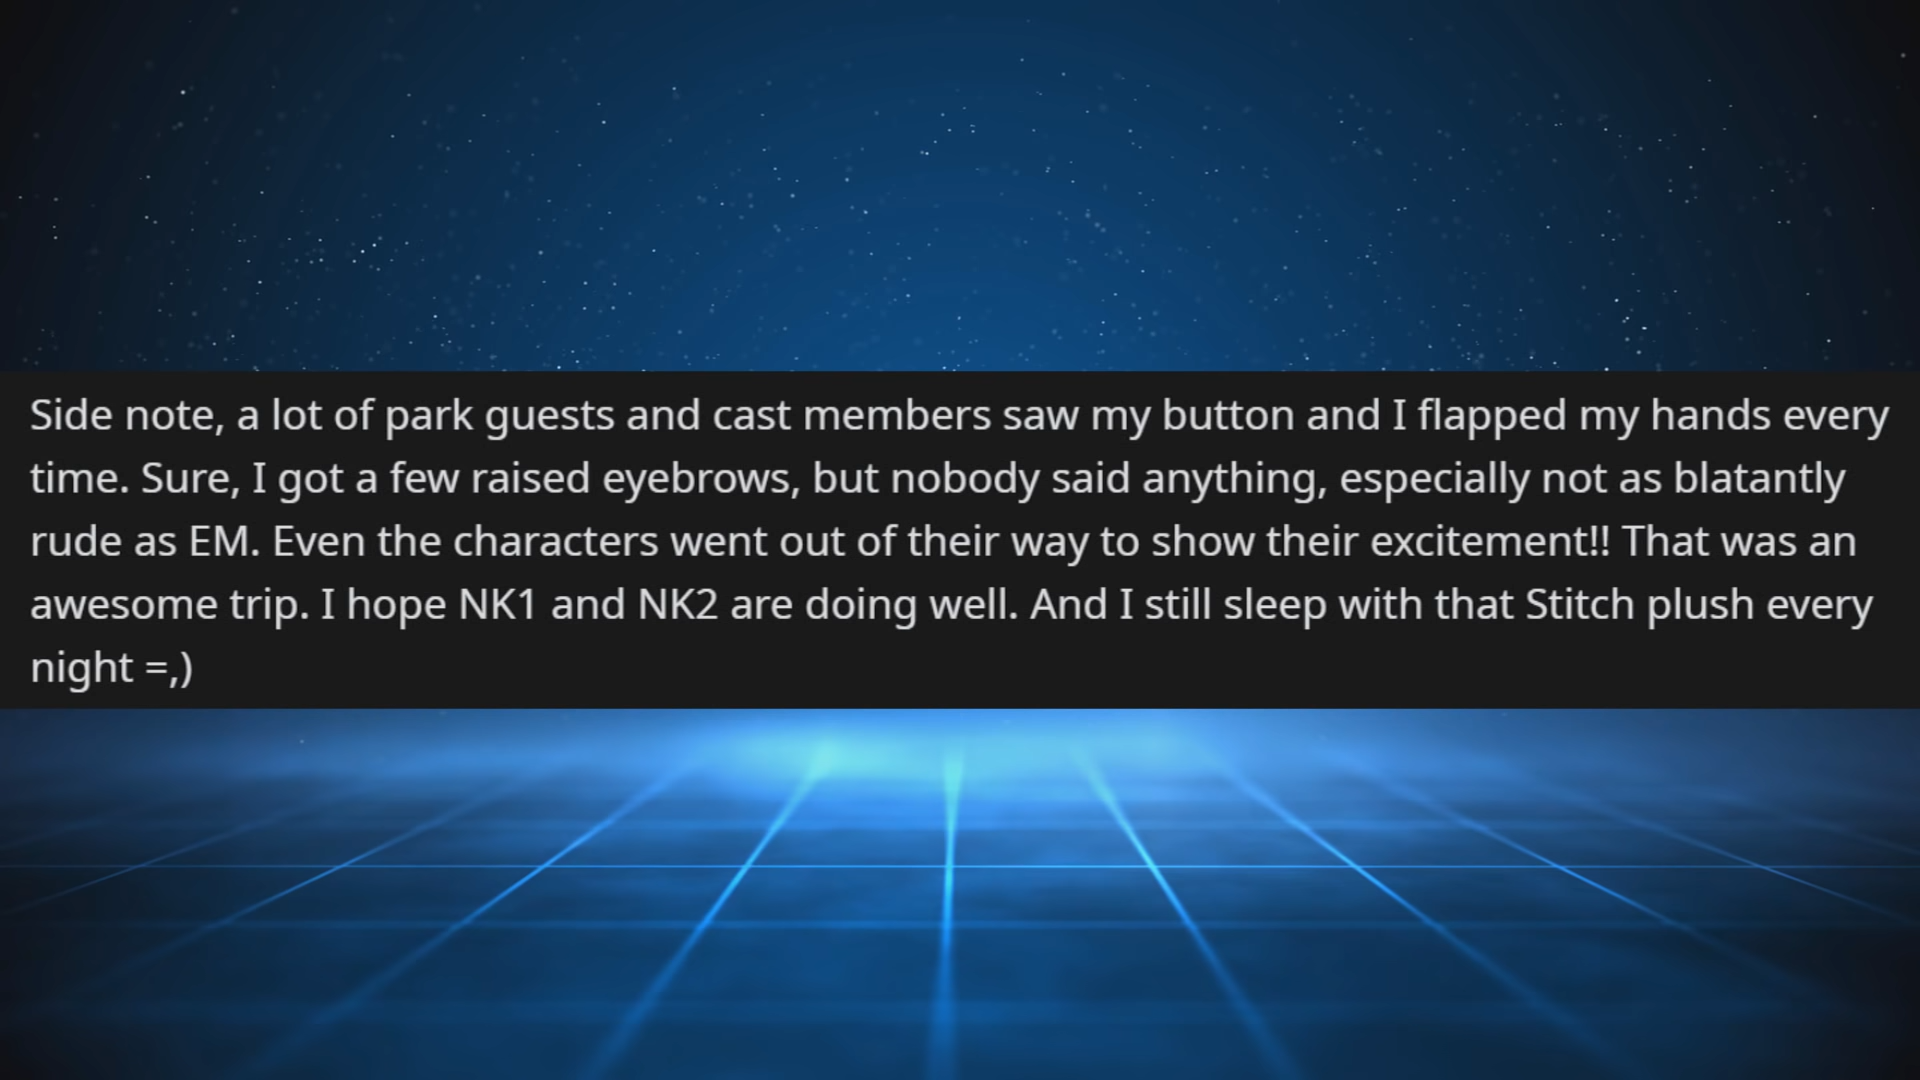 Side note, a lot of park guests and cast members saw my button and I flapped my hands every
time. Sure, I got a few raised eyebrows, but nobody said anything, especially not as blatantly
rude as EM. Even the characters went out of their way to show their excitement!! That was an
awesome trip. I hope NK1 and NK2 are doing well. And I still sleep with that Stitch plush every
night =,)